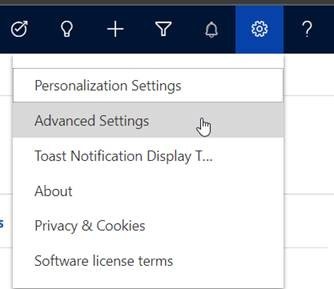 Personalization Settings
Advanced Settings
Toast Notification Display T...
About
s
Privacy & Cookies
Software license terms